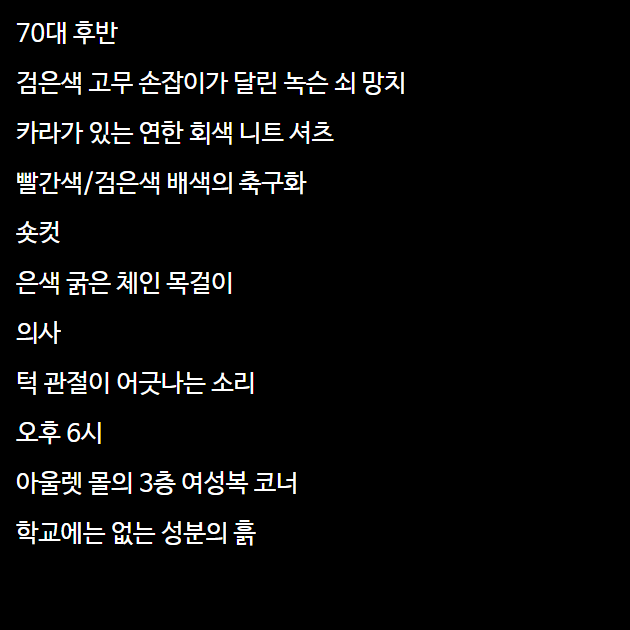 70대 후반
검은색 고무 손잡이가 달린 녹슨 쇠 망치
카라가 있는 연한 회색 니트 셔츠
빨간색/검은색 배색의 축구화
숏컷
은색 굵은 체인 목걸이
의사
턱 관절이 어긋나는 소리
오후 6시
아울렛 몰의 3층 여성복 코너
학교에는 없는 성분의 흙